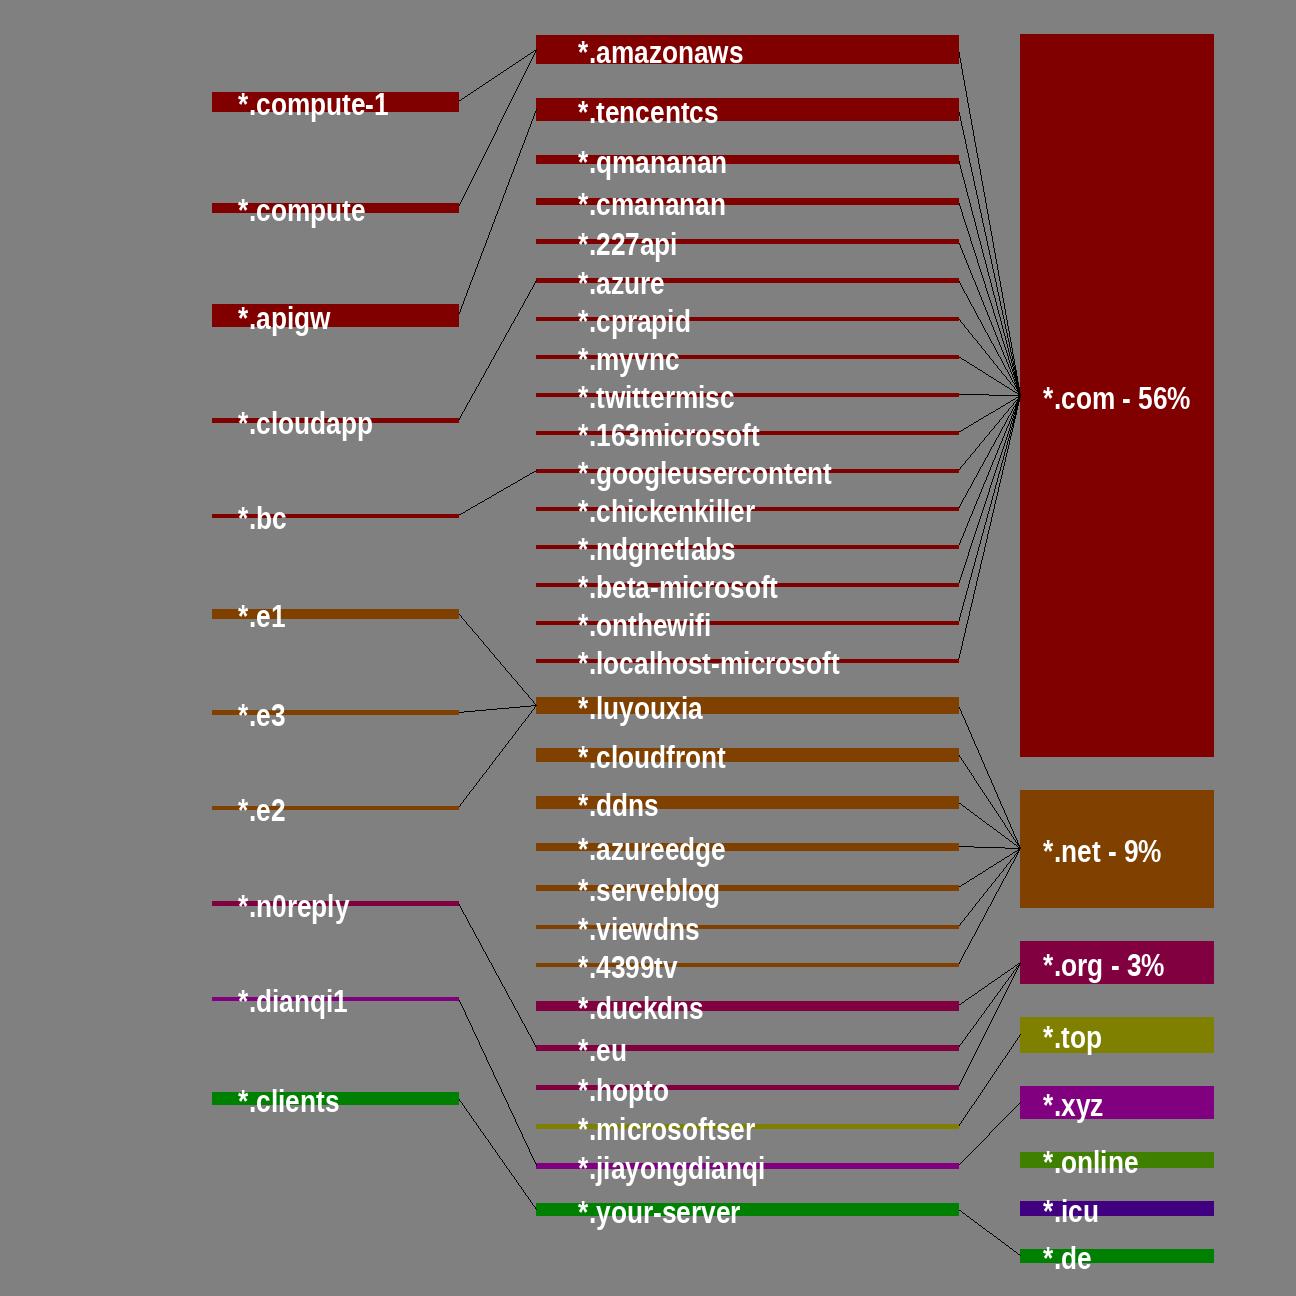 *.compute-1
*.compute
*.apigw
*.cloudapp
*.bc
*.e1
*.e3
*.e2
*.n0reply
*.dianqi1
*.clients
*.amazonaws
*.tencentcs
*.qmananan
*.cmananan
*.227api
*.azure
*.cprapid
*.myvnc
*.twittermisc
*.163microsoft
*.googleusercontent
*.chickenkiller
*.ndgnetlabs
*.beta-microsoft
*.onthewifi
*.localhost-microsoft
*.luyouxia
*.cloudfront
*.ddns
*.azureedge
*.serveblog
*.viewdns
*.4399tv
*.duckdns
*.eu
*.hopto
*.microsoftser
*.jiayongdianqi
*.your-server
*.com - 56%
*.net - 9%
*.org - 3%
*.top
*.xyz
*.online
*.icu
*.de